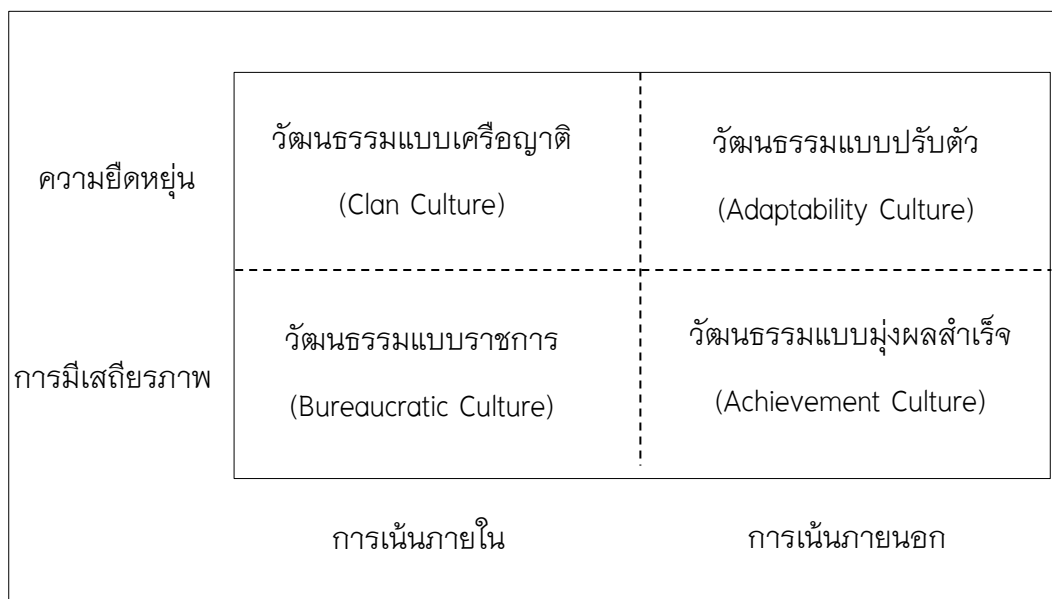 วัฒนธรรมแบบเครือญาติ
(Clan Culture)
วัฒนธรรมแบบปรับตัว
(Adaptability Culture)
ความยืดหยุ่น
วัฒนธรรมแบบราชการ
(Bureaucratic Culture)
วัฒนธรรมแบบมุ่งผลสำเร็จ
(Achievement Culture)
การมีเสถียรภาพ
การเน้นภายใน
การเน้นภายนอก